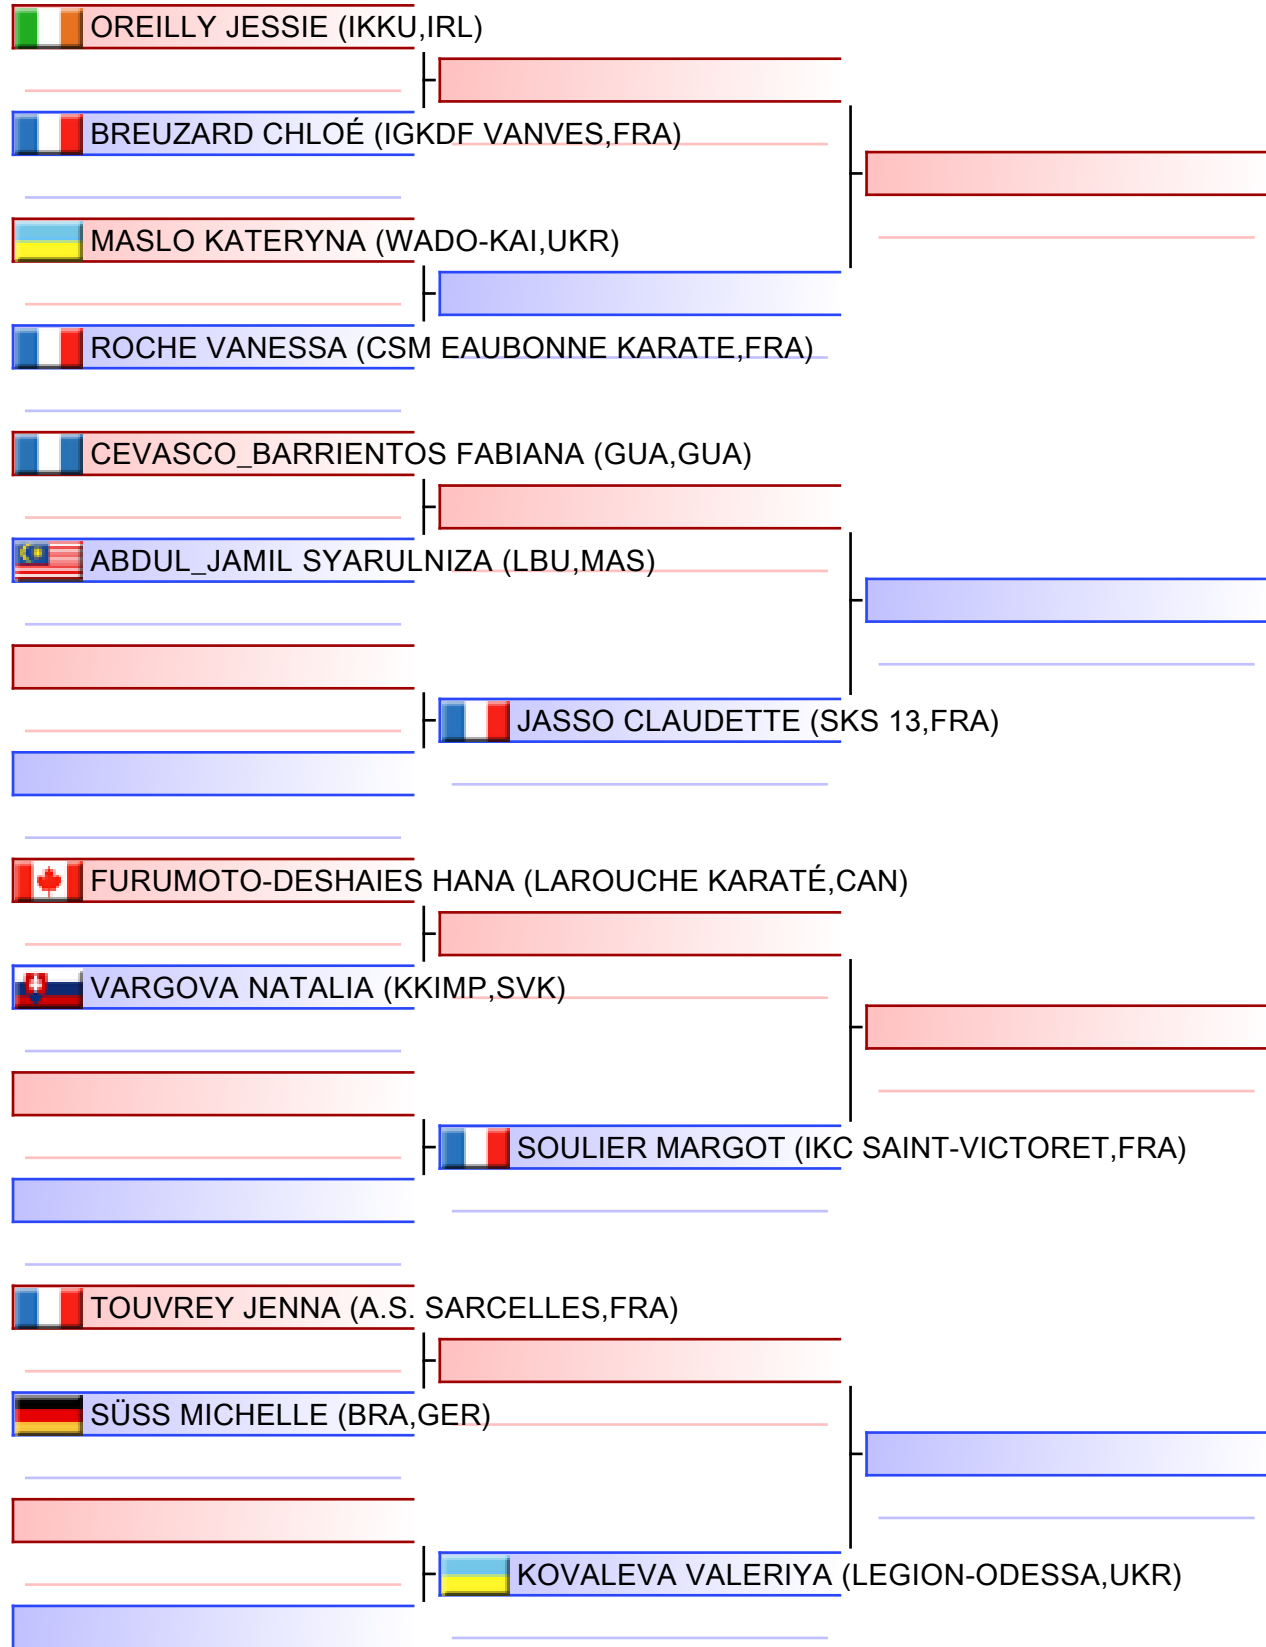 OREILLY JESSIE (IKKU,IRL)
BREUZARD CHLOÉ (IGKDF VANVES,FRA)
MASLO KATERYNA (WADO-KAI,UKR)
ROCHE VANESSA (CSM EAUBONNE KARATE,FRA)
CEVASCO_BARRIENTOS FABIANA (GUA,GUA)
ABDUL_JAMIL SYARULNIZA (LBU,MAS)
JASSO CLAUDETTE (SKS 13,FRA)
FURUMOTO-DESHAIES HANA (LAROUCHE KARATÉ,CAN)
VARGOVA NATALIA (KKIMP,SVK)
SOULIER MARGOT (IKC SAINT-VICTORET,FRA)
TOUVREY JENNA (A.S. SARCELLES,FRA)
SÜSS MICHELLE (BRA,GER)
KOVALEVA VALERIYA (LEGION-ODESSA,UKR)